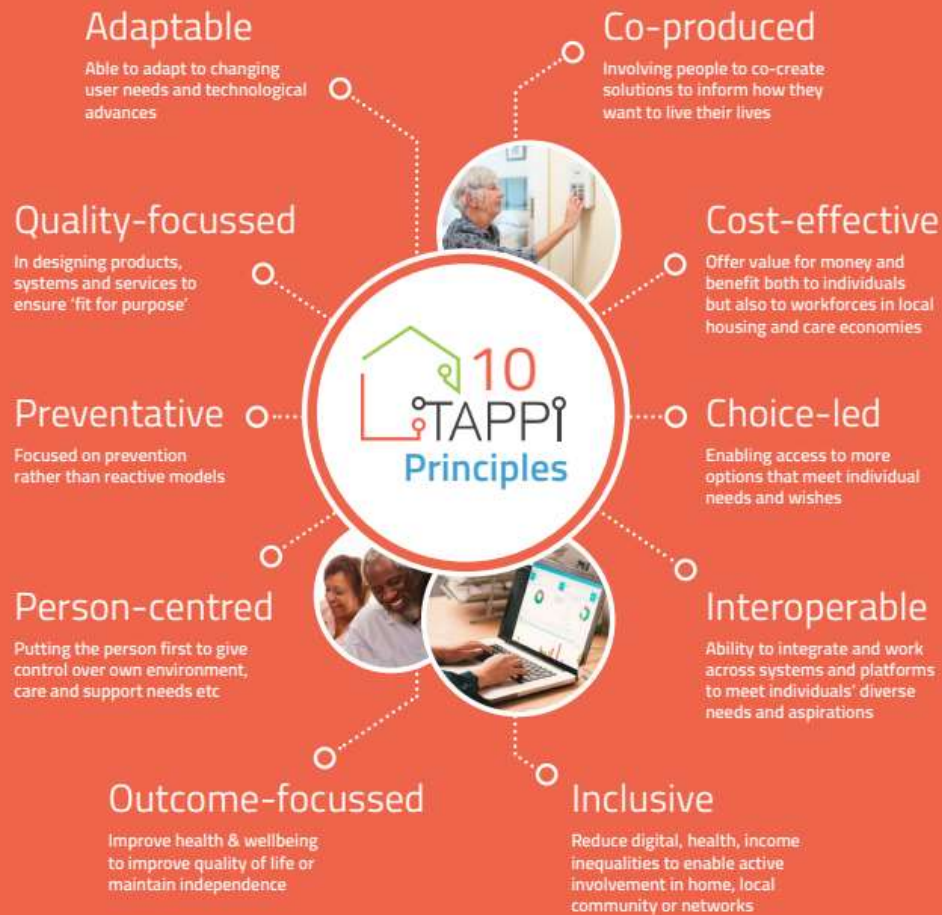 Adaptable
Able to adapt to changing
user needs and technological
advances
Co-produced
Involving people to co-create
solutions to inform how they
want to live their lives
Quality-focussed
In designing products,
systems and services to
ensure ‘fit for purpose’
Cost-effective
Offer value for money and
benefit both to individuals
but also to workforces in local
housing and care economies
10
TAPPi
Principles
Preventative
Focused on prevention
rather than reactive models
Choice-led
Enabling access to more
options that meet individual
needs and wishes
Person-centred
Putting the person first to give
control over own environment,
care and support needs etc
Interoperable
Ability to integrate and work
across systems and platforms
to meet individuals’ diverse
needs and aspirations
Outcome-focussed
Improve health & wellbeing
to improve quality of life or
maintain independence
Inclusive
Reduce digital, health, income
inequalities to enable active
involvement in home, local
community or networks